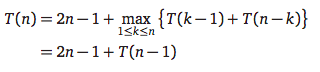 T(n) = 2n − 1 + max_{1≤k≤n} {T(k − 1) + T(n − k)}
= 2n − 1 + T(n − 1)